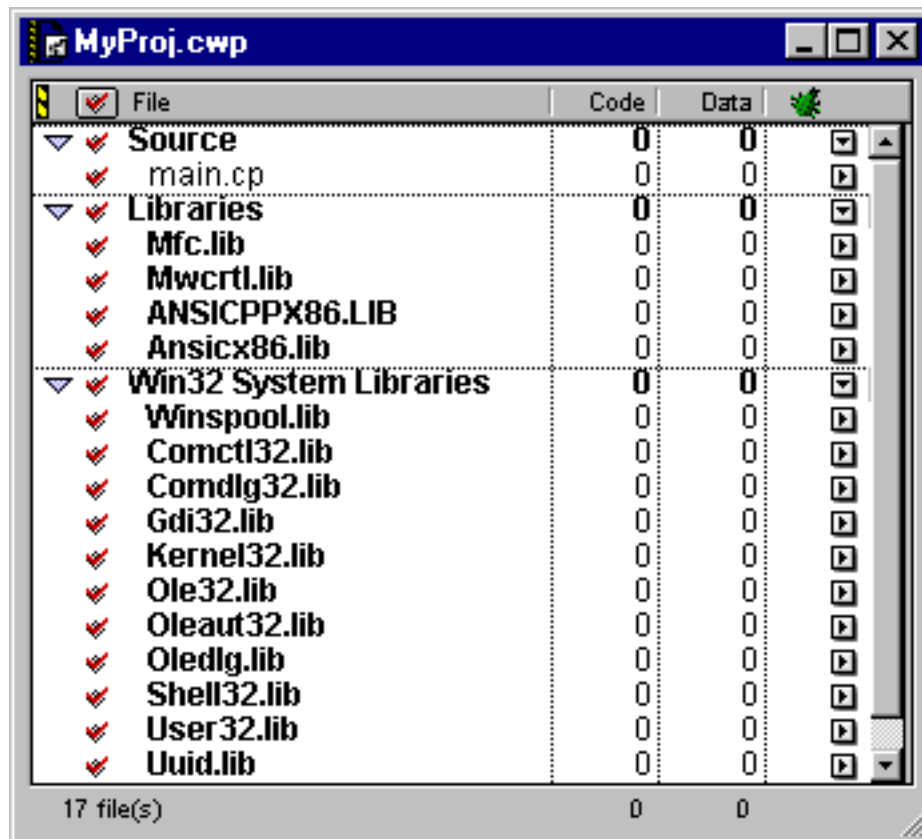 MyProj.cwp
File Code Data
Source 0 0
main.cp 0 0
Libraries 0 0
Mfc.lib 0 0
Mwcrtl.lib 0 0
ANSICPPX86.LIB 0 0
Ansicx86.lib 0 0
Win32 System Libraries 0 0
Winspool.lib 0 0
Comctl32.lib 0 0
Comdlg32.lib 0 0
Gdi32.lib 0 0
Kernel32.lib 0 0
Ole32.lib 0 0
Oleaut32.lib 0 0
Oledlg.lib 0 0
Shell32.lib 0 0
User32.lib 0 0
Uuid.lib 0 0
17 file(s) 0 0